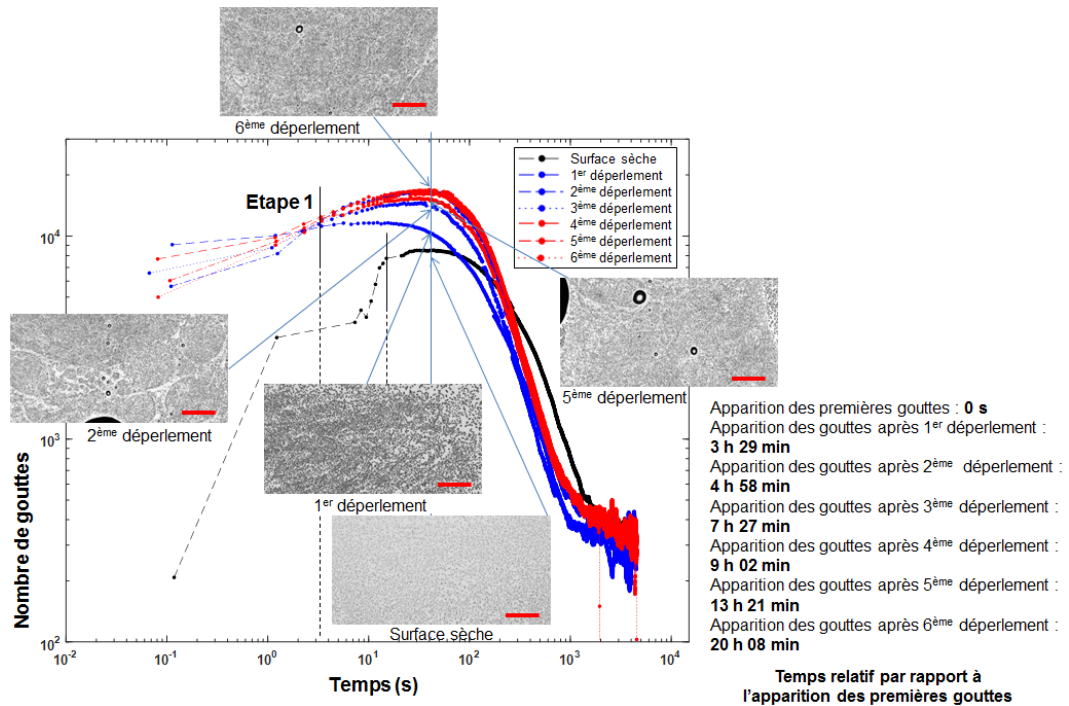 6ème déperlement
Etape 1
Surface sèche
1er déperlement
2ème déperlement
3ème déperlement
4ème déperlement
5ème déperlement
6ème déperlement
10^4
10^3
10^2
Nombre de gouttes
2ème déperlement
1er déperlement
Surface sèche
5ème déperlement
10^-2
10^-1
10^0
10^1
10^2
10^3
10^4
Temps (s)
Apparition des premières gouttes : 0 s
Apparition des gouttes après 1er déperlement :
3 h 29 min
Apparition des gouttes après 2ème déperlement :
4 h 58 min
Apparition des gouttes après 3ème déperlement :
7 h 27 min
Apparition des gouttes après 4ème déperlement :
9 h 02 min
Apparition des gouttes après 5ème déperlement :
13 h 21 min
Apparition des gouttes après 6ème déperlement :
20 h 08 min
Temps relatif par rapport à
l'apparition des premières gouttes